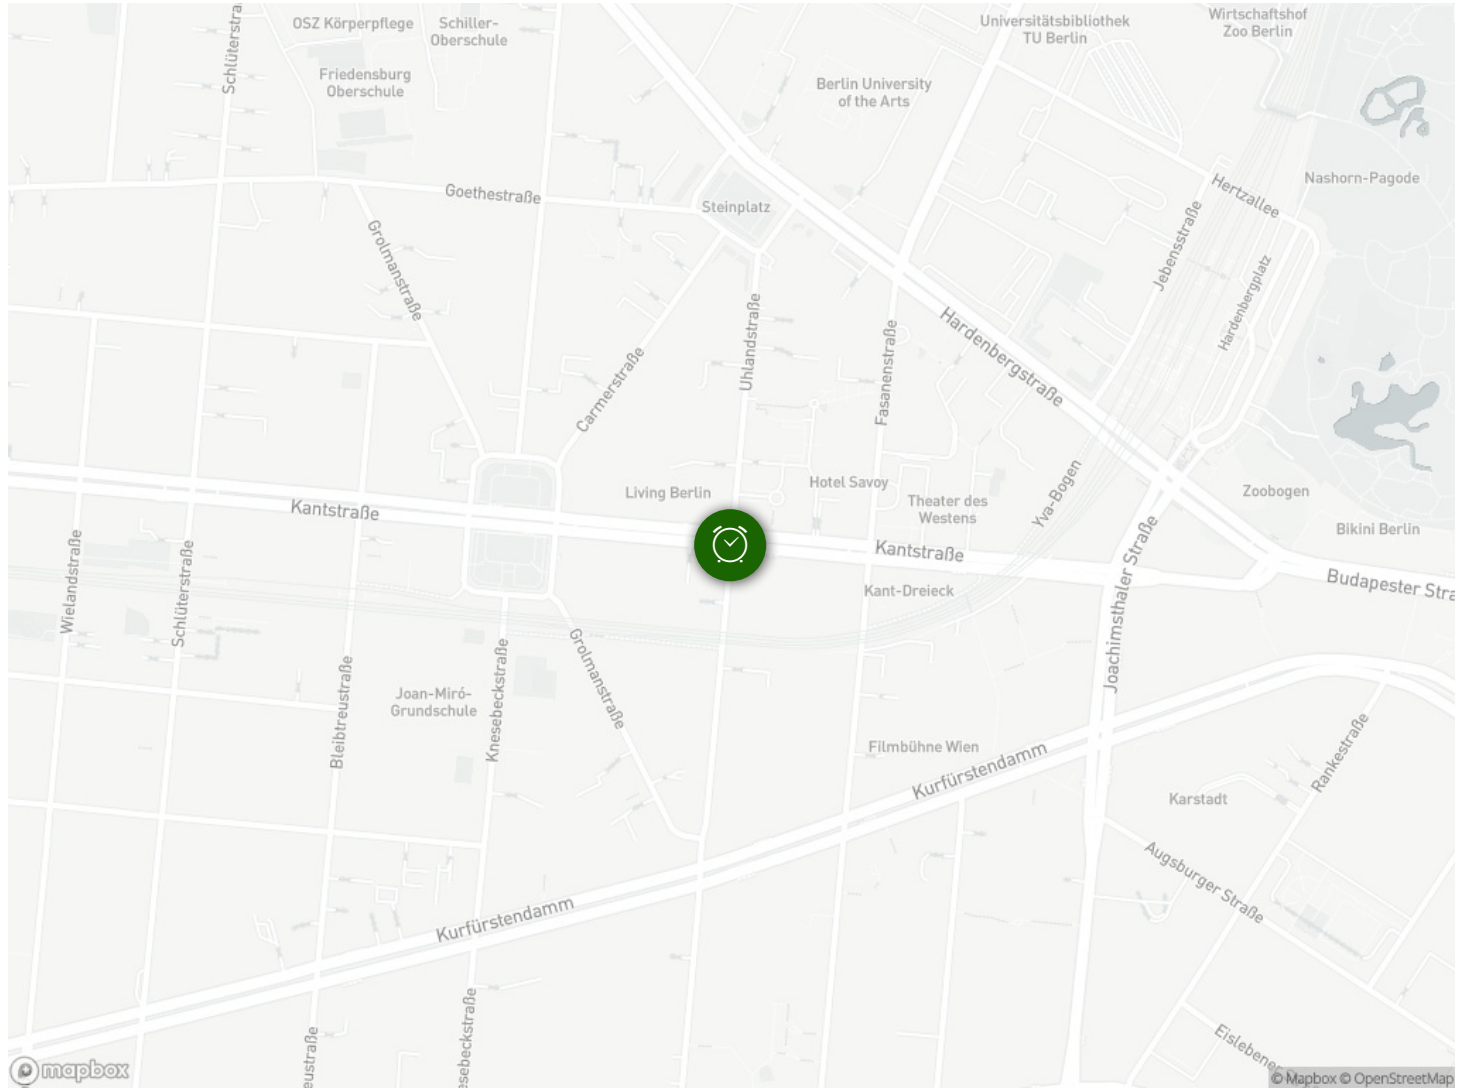 OSZ Körperpflege
Schiller-
Oberschule
Schlüterstra
Friedensburg
Oberschule
Universitätsbibliothek
TU Berlin
Wirtschaftshof
Zoo Berlin
Berlin University
of the Arts
Nashorn-Pagode
Hertzallee
Goethestraße
Steinplatz
Jebensstraße
Grolmanstraße
Hardenbergplatz
Uhlandstraße
Hardenbergstraße
Fasanenstraße
Carmerstraße
Living Berlin
Hotel Savoy
Theater des
Westens
Yva-Bogen
Zoobogen
Bikini Berlin
Kantstraße
Kantstraße
Joachimsthaler Straße
Budapester Stra
Kant-Dreieck
Wielandstraße
Schlüterstraße
Bleibtreustraße
Joan-Miró-
Grundschule
Knesebeckstraße
Grolmanstraße
Filmbühne Wien
Kurfürstendamm
Rankestraße
Karstadt
Augsburger Straße
Kurfürstendamm
eustraße
esebeckstraße
Eislebener
mapbox
© Mapbox © OpenStreetMap